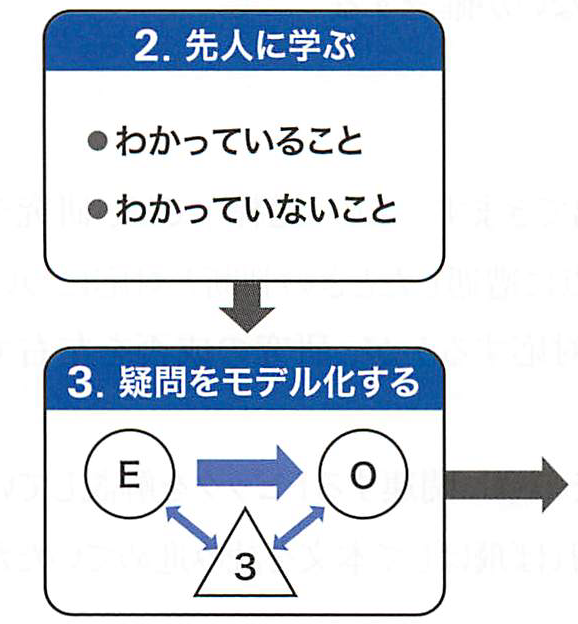 2. 先人に学ぶ
●わかっていること
●わかっていないこと
3. 疑問をモデル化する
E
O
3